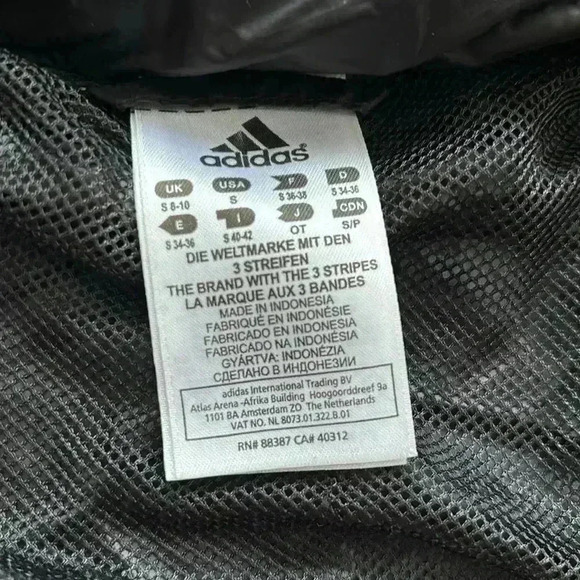 adidas®
UK USA F D
S 8-10 S S 36-38 S 34-36
E I J CDN
S 34-36 S 40-42 OT S/P
DIE WELTMARKE MIT DEN
3 STREIFEN
THE BRAND WITH THE 3 STRIPES
LA MARQUE AUX 3 BANDES
MADE IN INDONESIA
FABRIQUÉ EN INDONÉSIE
FABRICADO EN INDONESIA
FABRICADO NA INDONÉSIA
GYÁRTVA: INDONÉZIA
СДЕЛАНО В ИНДОНЕЗИИ
adidas International Trading BV
Atlas Arena -Afrika Building Hoogoorddreef 9a
1101 BA Amsterdam ZO The Netherlands
VAT NO. NL 8073.01.322.B.01
RN# 88387 CA# 40312